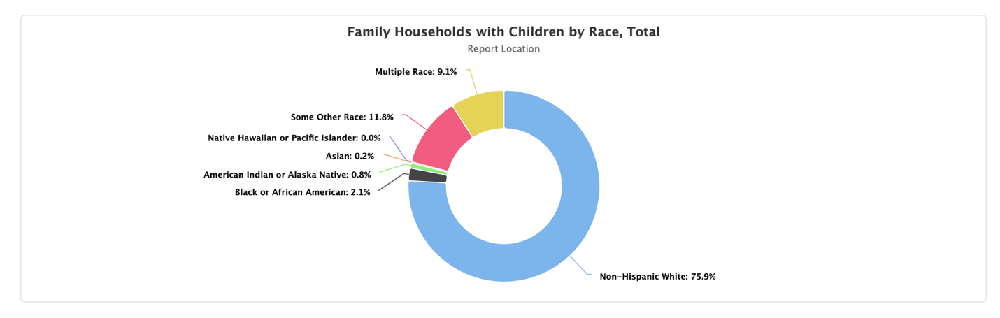 Family Households with Children by Race, Total
Report Location
Multiple Race: 9.1%
Some Other Race: 11.8%
Native Hawaiian or Pacific Islander: 0.0%
Asian: 0.2%
American Indian or Alaska Native: 0.8%
Black or African American: 2.1%
Non-Hispanic White: 75.9%